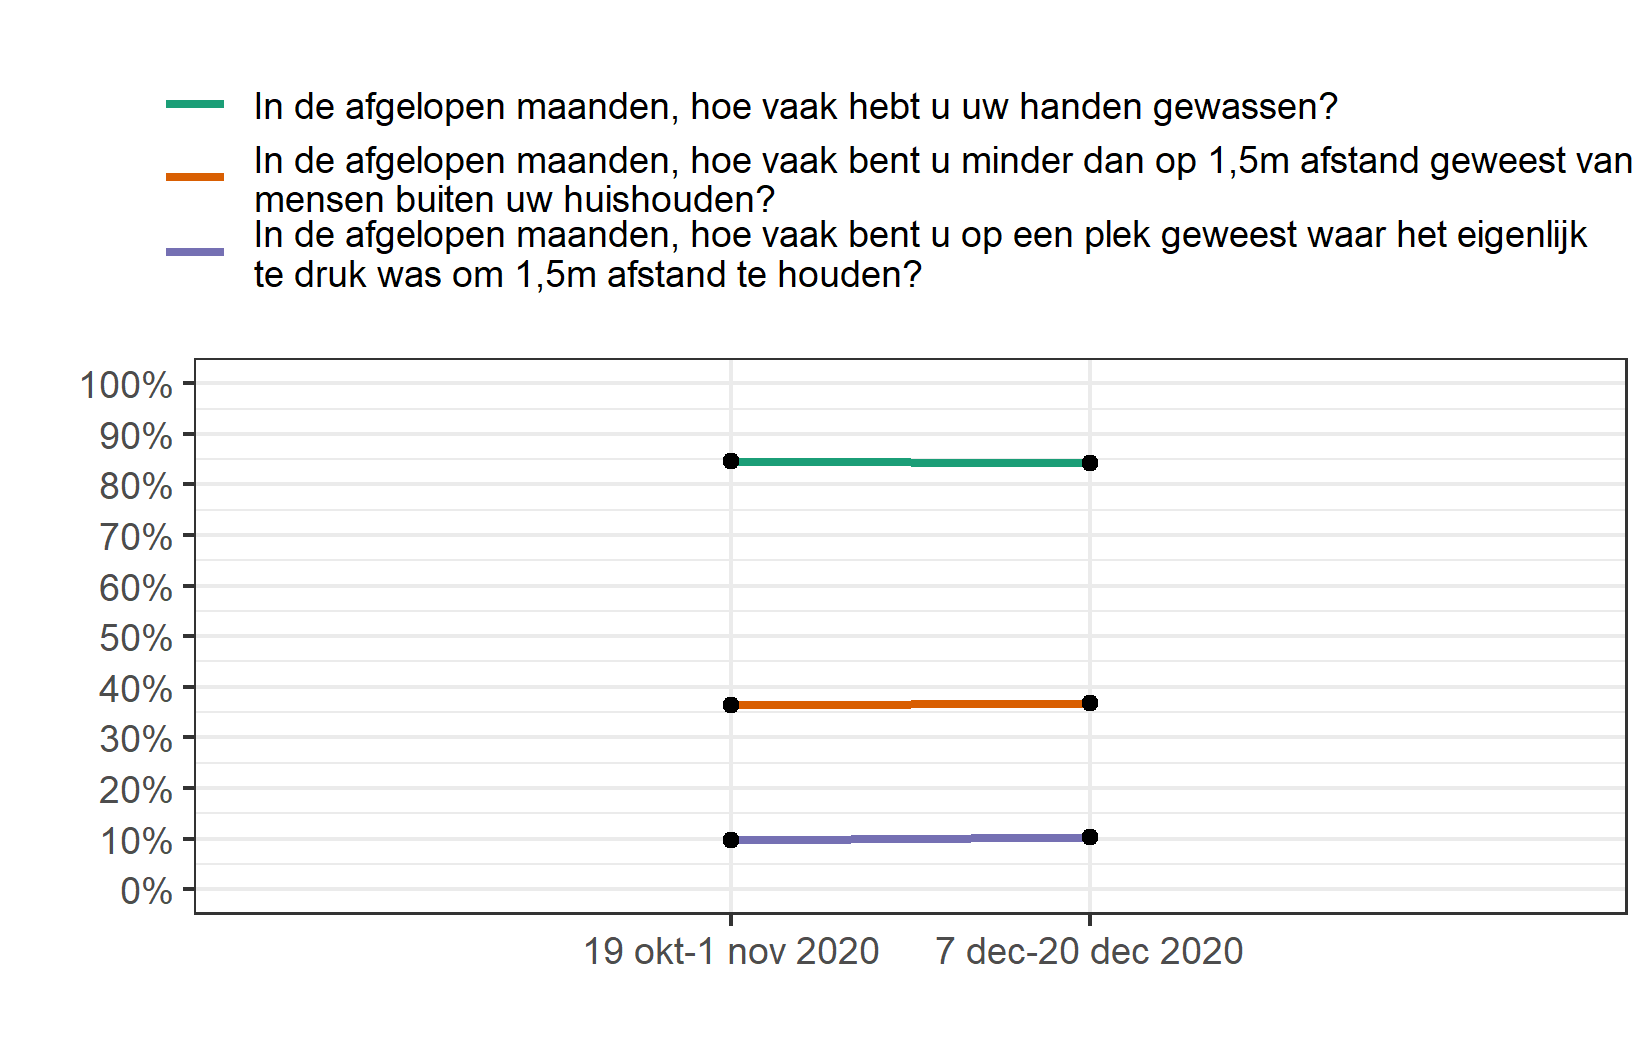 In de afgelopen maanden, hoe vaak hebt u uw handen gewassen?
In de afgelopen maanden, hoe vaak bent u minder dan op 1,5m afstand geweest van
mensen buiten uw huishouden?
In de afgelopen maanden, hoe vaak bent u op een plek geweest waar het eigenlijk
te druk was om 1,5m afstand te houden?
100%
90%
80%
70%
60%
50%
40%
30%
20%
10%
0%
19 okt-1 nov 2020
7 dec-20 dec 2020